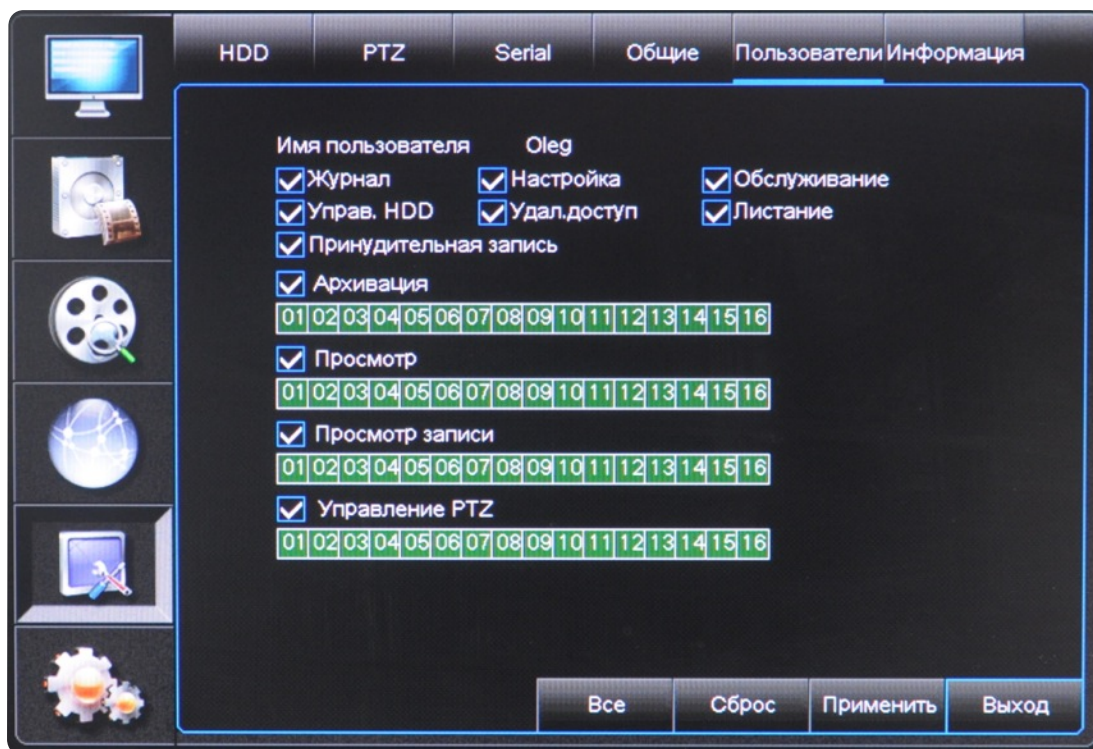 HDD PTZ Serial Общие Пользователи Информация
Имя пользователя Oleg
Журнал Настройка Обслуживание
Управ. HDD Удал.доступ Листание
Принудительная запись
Архивация
01 02 03 04 05 06 07 08 09 10 11 12 13 14 15 16
Просмотр
01 02 03 04 05 06 07 08 09 10 11 12 13 14 15 16
Просмотр записи
01 02 03 04 05 06 07 08 09 10 11 12 13 14 15 16
Управление PTZ
01 02 03 04 05 06 07 08 09 10 11 12 13 14 15 16
Все Сброс Применить Выход